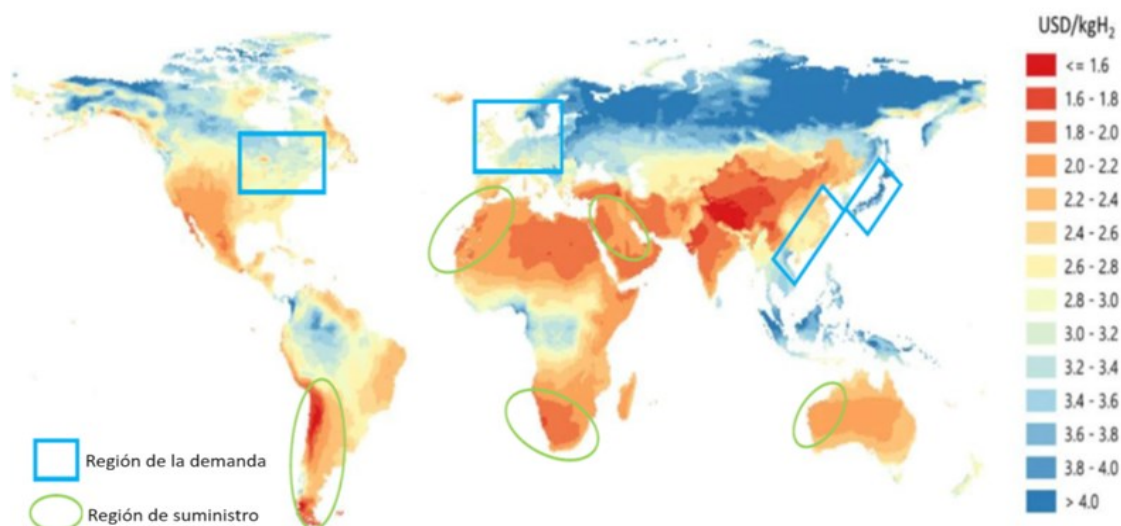 USD/kgH₂
<= 1.6
1.6 - 1.8
1.8 - 2.0
2.0 - 2.2
2.2 - 2.4
2.4 - 2.6
2.6 - 2.8
2.8 - 3.0
3.0 - 3.2
3.2 - 3.4
3.4 - 3.6
3.6 - 3.8
3.8 - 4.0
> 4.0
Región de la demanda
Región de suministro